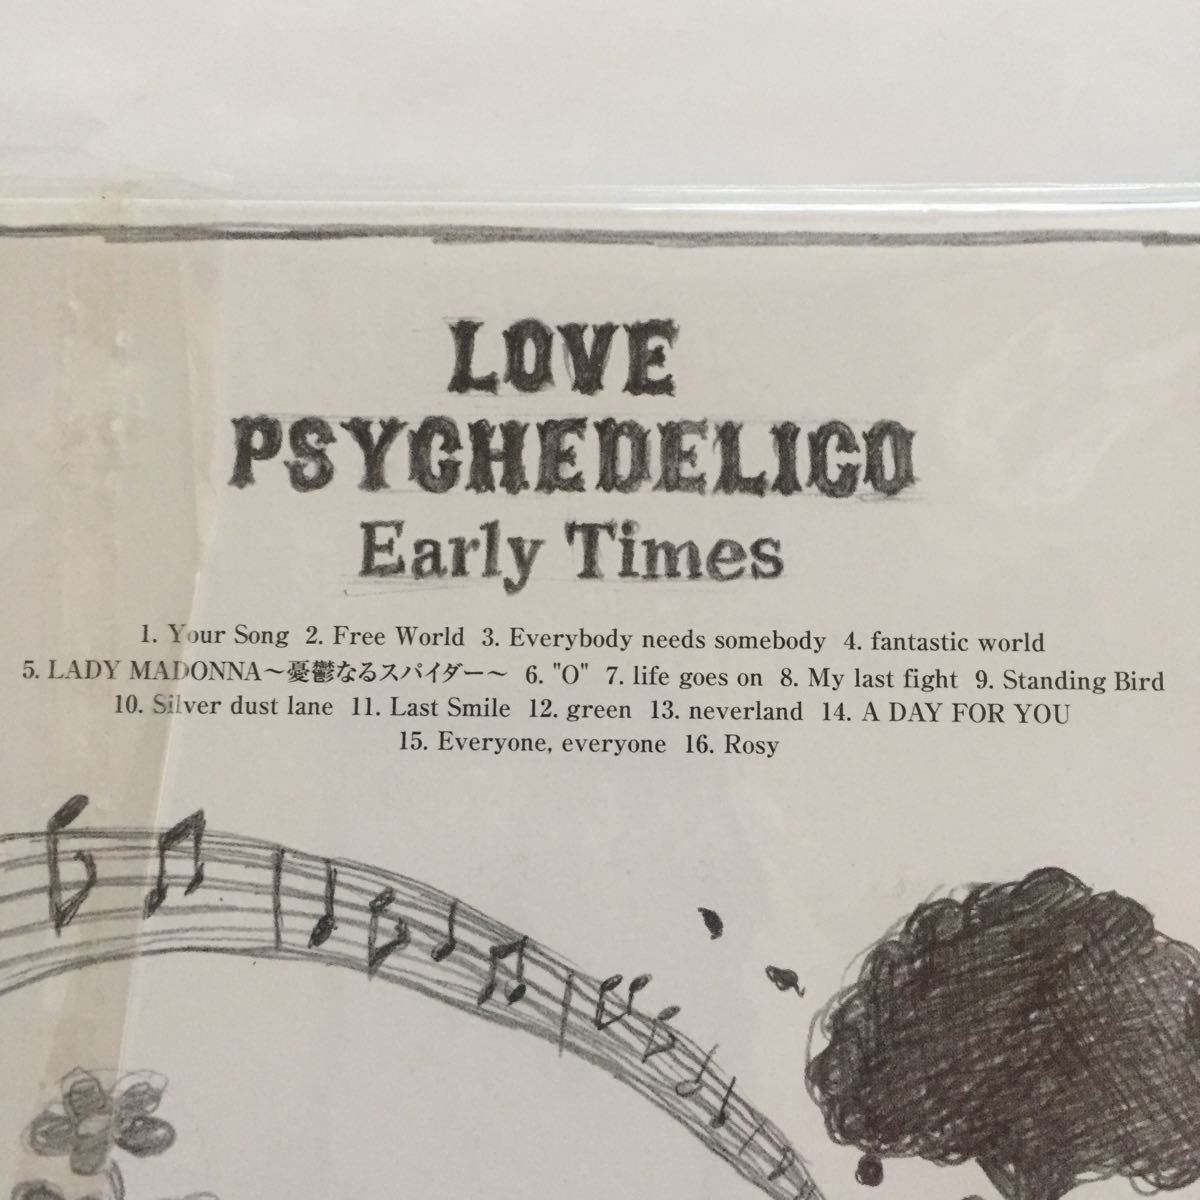 LOVE
PSYCHEDELICO
Early Times
1. Your Song 2. Free World 3. Everybody needs somebody 4. fantastic world
5. LADY MADONNA～憂鬱なるスパイダー～ 6. "O" 7. life goes on 8. My last fight 9. Standing Bird
10. Silver dust lane 11. Last Smile 12. green 13. neverland 14. A DAY FOR YOU
15. Everyone, everyone 16. Rosy